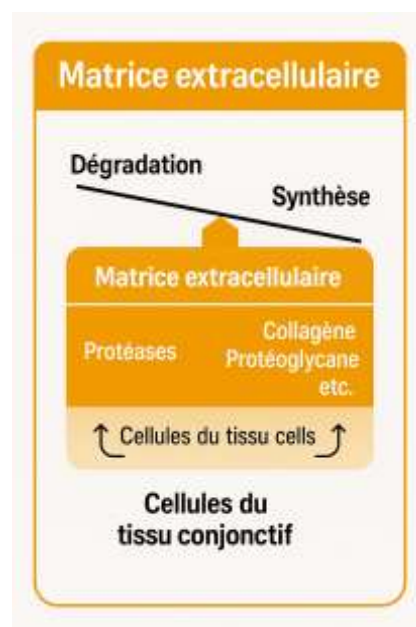 Matrice extracellulaire
Dégradation
Synthèse
Matrice extracellulaire
Protéases
Collagène
Protéoglycane
etc.
Cellules du tissu cells
Cellules du
tissu conjonctif